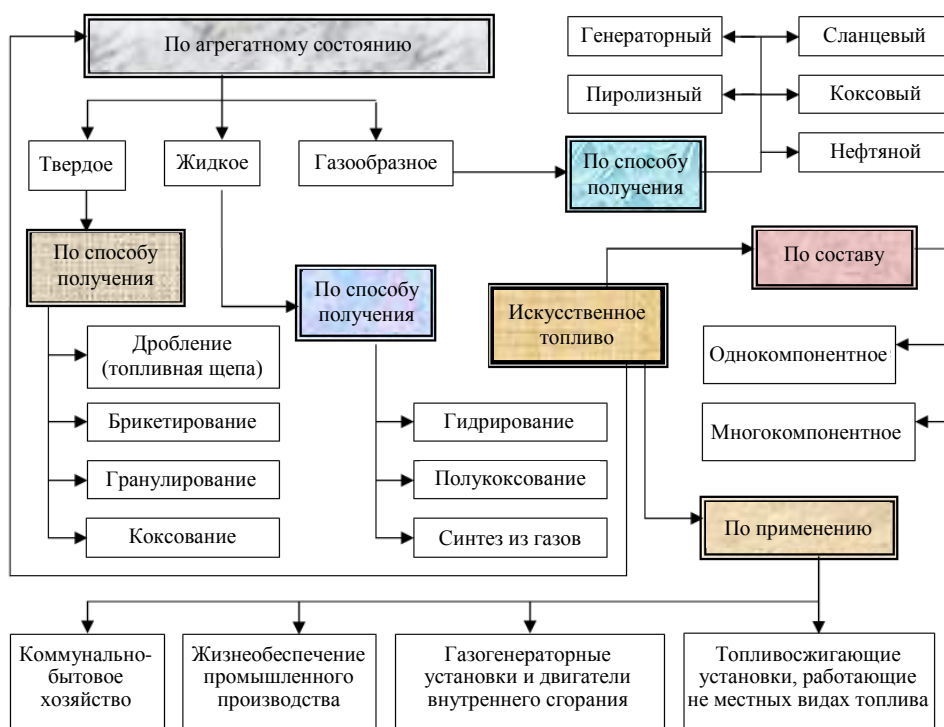 По агрегатному состоянию
Генераторный
Сланцевый
Пиролизный
Коксовый
Твердое
Жидкое
Газообразное
По способу
получения
Нефтяной
По способу
получения
По способу
получения
Искусственное
топливо
По составу
Дробление
(топливная щепа)
Однокомпонентное
Брикетирование
Гидрирование
Многокомпонентное
Гранулирование
Полукоксование
Коксование
Синтез из газов
По применению
Коммунально-
бытовое
хозяйство
Жизнеобеспечение
промышленного
производства
Газогенераторные
установки и двигатели
внутреннего сгорания
Топливосжигающие
установки, работающие
не местных видах топлива